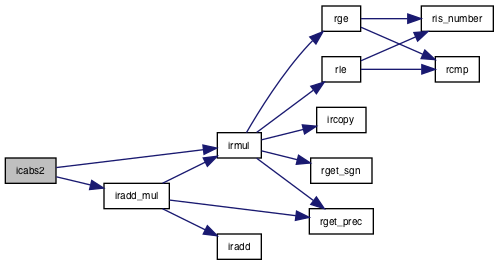 rge
ris_number
rle
rcmp
ircopy
irmul
icabs2
rget_sgn
iradd_mul
rget_prec
iradd